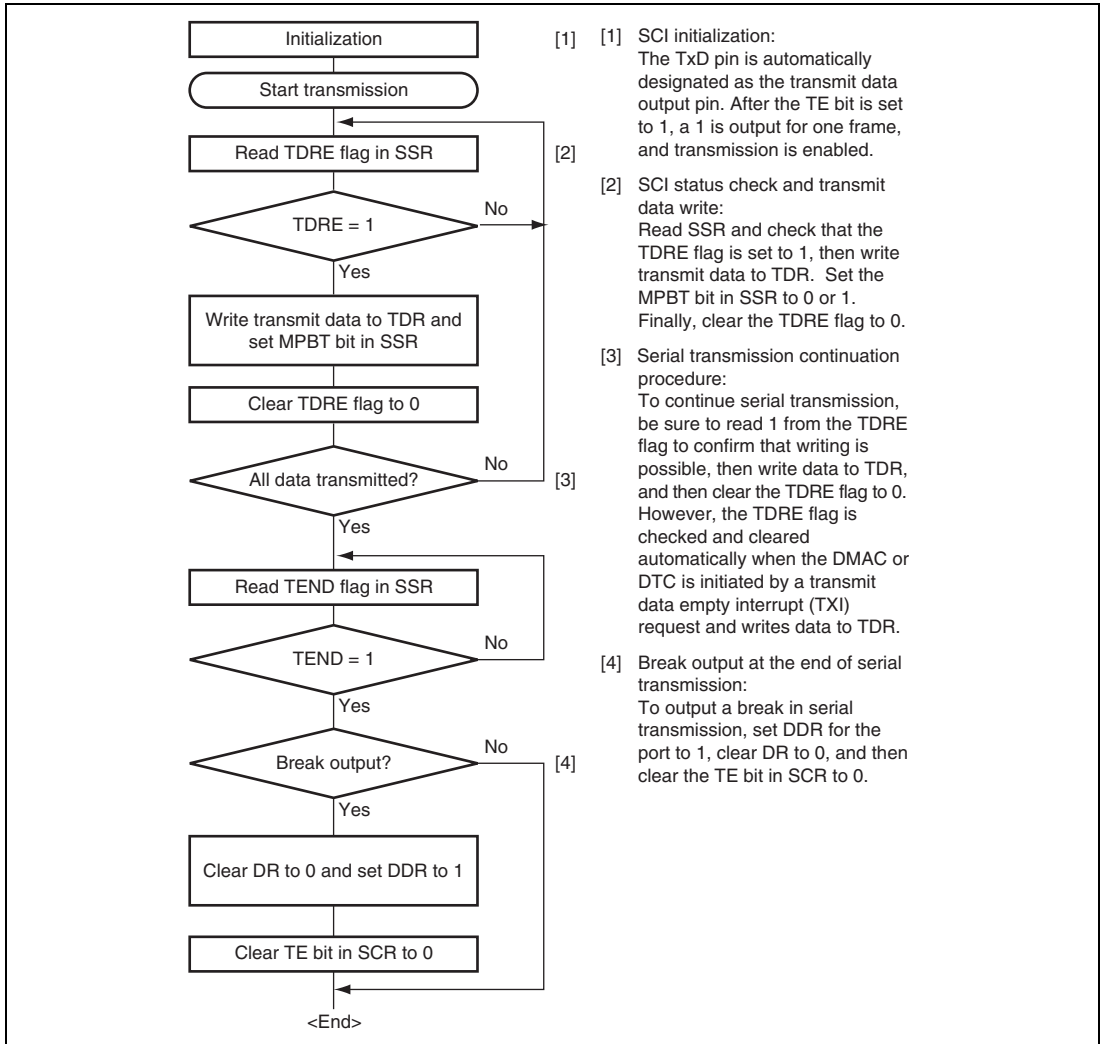 Initialization
[1]
Start transmission
Read TDRE flag in SSR
[2]
TDRE = 1
No
Yes
Write transmit data to TDR and
set MPBT bit in SSR
Clear TDRE flag to 0
All data transmitted?
No
[3]
Yes
Read TEND flag in SSR
TEND = 1
No
Yes
Break output?
No
[4]
Yes
Clear DR to 0 and set DDR to 1
Clear TE bit in SCR to 0
<End>
[1] SCI initialization:
The TxD pin is automatically
designated as the transmit data
output pin. After the TE bit is set
to 1, a 1 is output for one frame,
and transmission is enabled.
[2] SCI status check and transmit
data write:
Read SSR and check that the
TDRE flag is set to 1, then write
transmit data to TDR. Set the
MPBT bit in SSR to 0 or 1.
Finally, clear the TDRE flag to 0.
[3] Serial transmission continuation
procedure:
To continue serial transmission,
be sure to read 1 from the TDRE
flag to confirm that writing is
possible, then write data to TDR,
and then clear the TDRE flag to 0.
However, the TDRE flag is
checked and cleared
automatically when the DMAC or
DTC is initiated by a transmit
data empty interrupt (TXI)
request and writes data to TDR.
[4] Break output at the end of serial
transmission:
To output a break in serial
transmission, set DDR for the
port to 1, clear DR to 0, and then
clear the TE bit in SCR to 0.